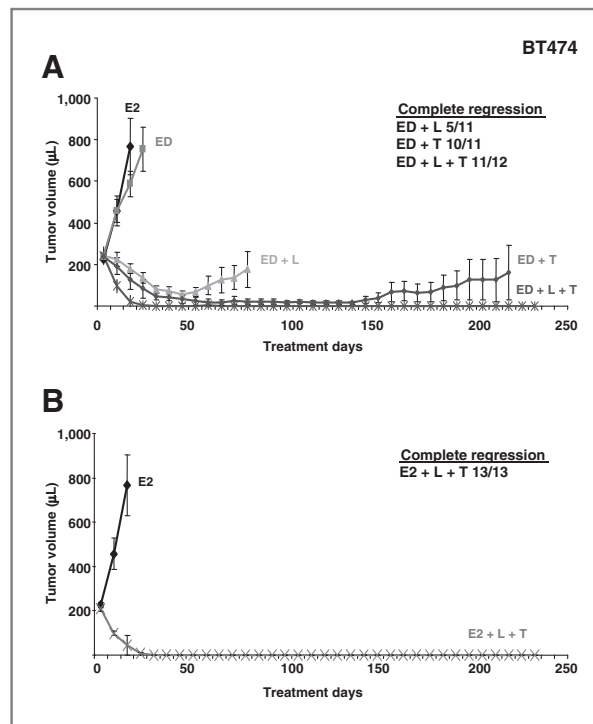 BT474
A
1,000
800
600
400
200
0 50 100 150 200 250
Tumor volume (µL)
Treatment days
E2
ED
ED + L
ED + T
ED + L + T
Complete regression
ED + L 5/11
ED + T 10/11
ED + L + T 11/12
B
1,000
800
600
400
200
0 50 100 150 200 250
Tumor volume (µL)
Treatment days
E2
E2 + L + T
Complete regression
E2 + L + T 13/13